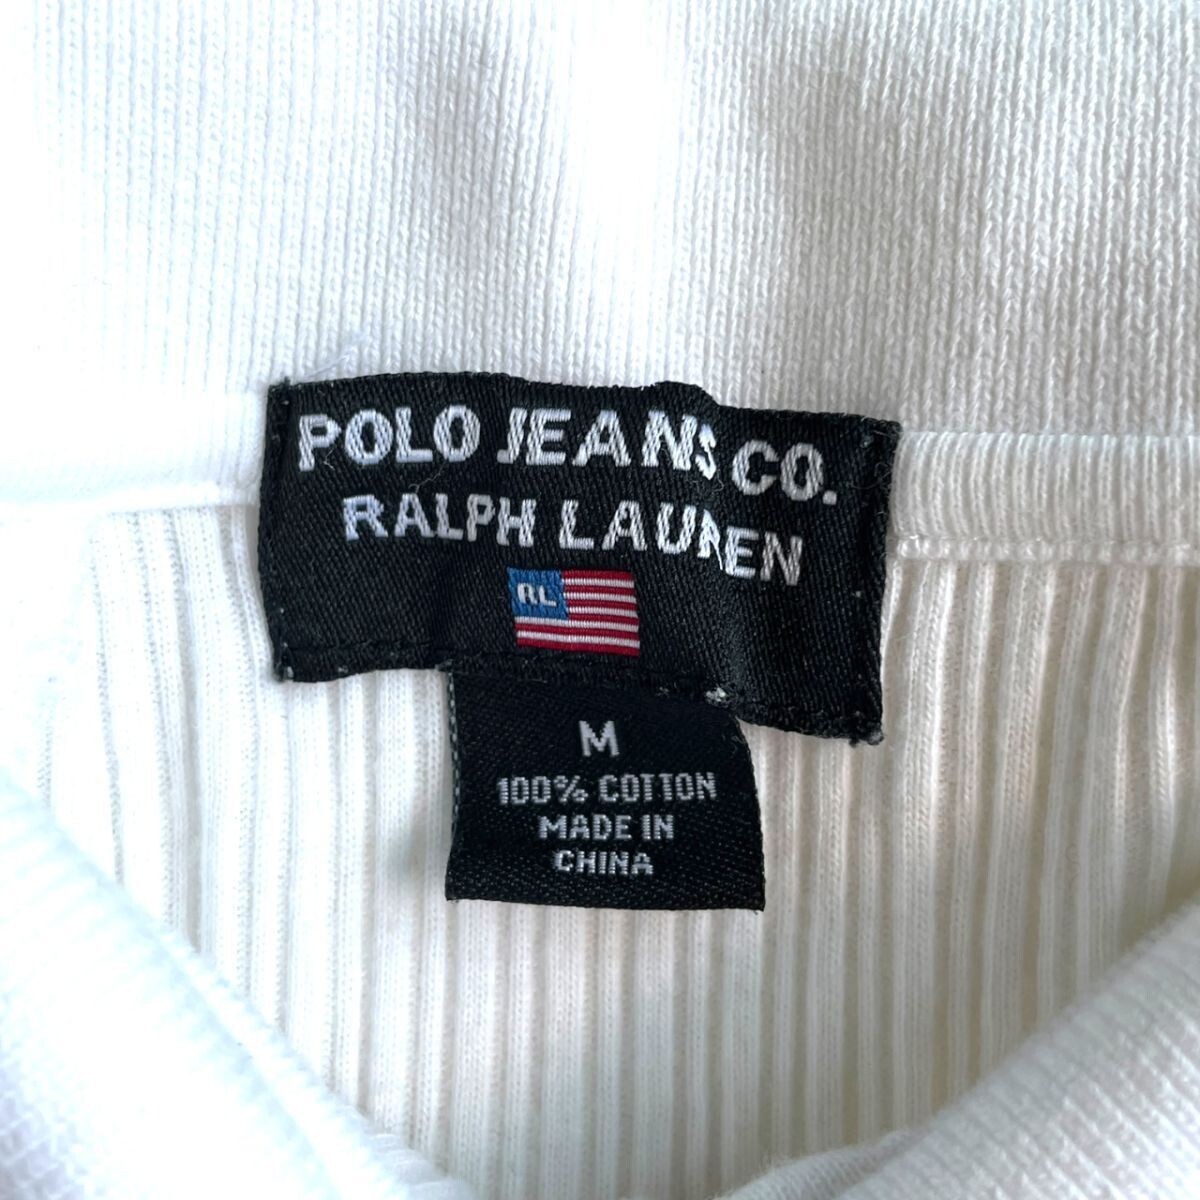 POLO JEANS CO.
RALPH LAUREN
RL
M
100% COTTON
MADE IN
CHINA